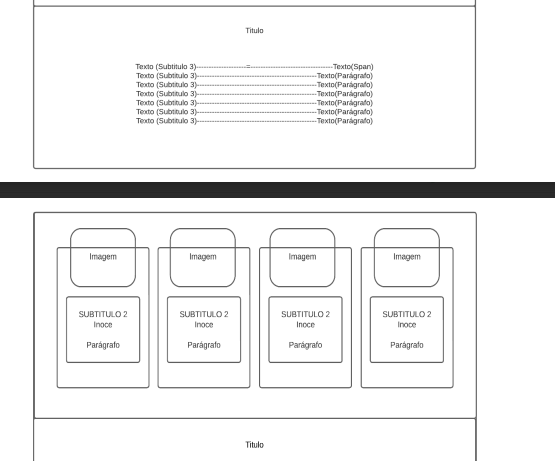 Titulo
Texto (Subtitulo 3)---------------------=----------------------------------Texto(Span)
Texto (Subtitulo 3)--------------------------------------------------Texto(Parágrafo)
Texto (Subtitulo 3)--------------------------------------------------Texto(Parágrafo)
Texto (Subtitulo 3)--------------------------------------------------Texto(Parágrafo)
Texto (Subtitulo 3)--------------------------------------------------Texto(Parágrafo)
Texto (Subtitulo 3)--------------------------------------------------Texto(Parágrafo)
Texto (Subtitulo 3)--------------------------------------------------Texto(Parágrafo)
Imagem Imagem Imagem Imagem
SUBTITULO 2 SUBTITULO 2 SUBTITULO 2 SUBTITULO 2
Inoce Inoce Inoce Inoce
Parágrafo Parágrafo Parágrafo Parágrafo
Titulo